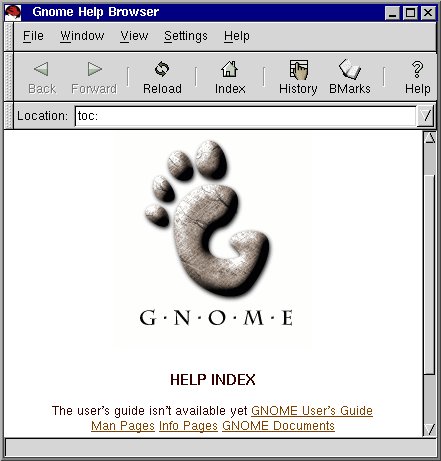 Gnome Help Browser
File Window View Settings Help
Back Forward Reload Index History BMarks Help
Location: toc:
G·N·O·M·E
HELP INDEX
The user's guide isn't available yet GNOME User's Guide
Man Pages Info Pages GNOME Documents